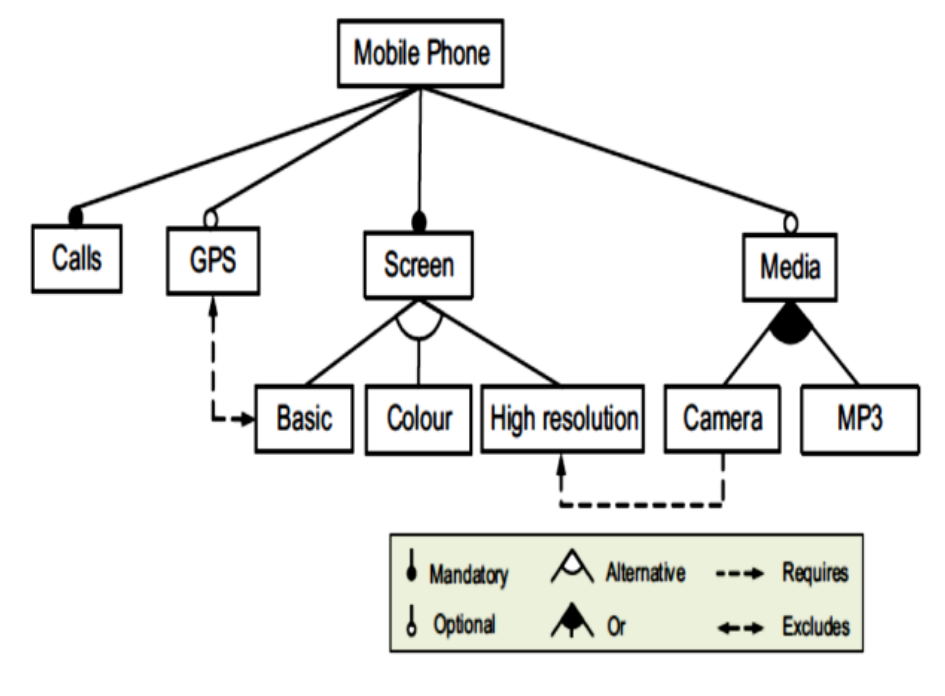 Mobile Phone
Calls
GPS
Screen
Media
Basic
Colour
High resolution
Camera
MP3
Mandatory
Alternative
Requires
Optional
Or
Excludes